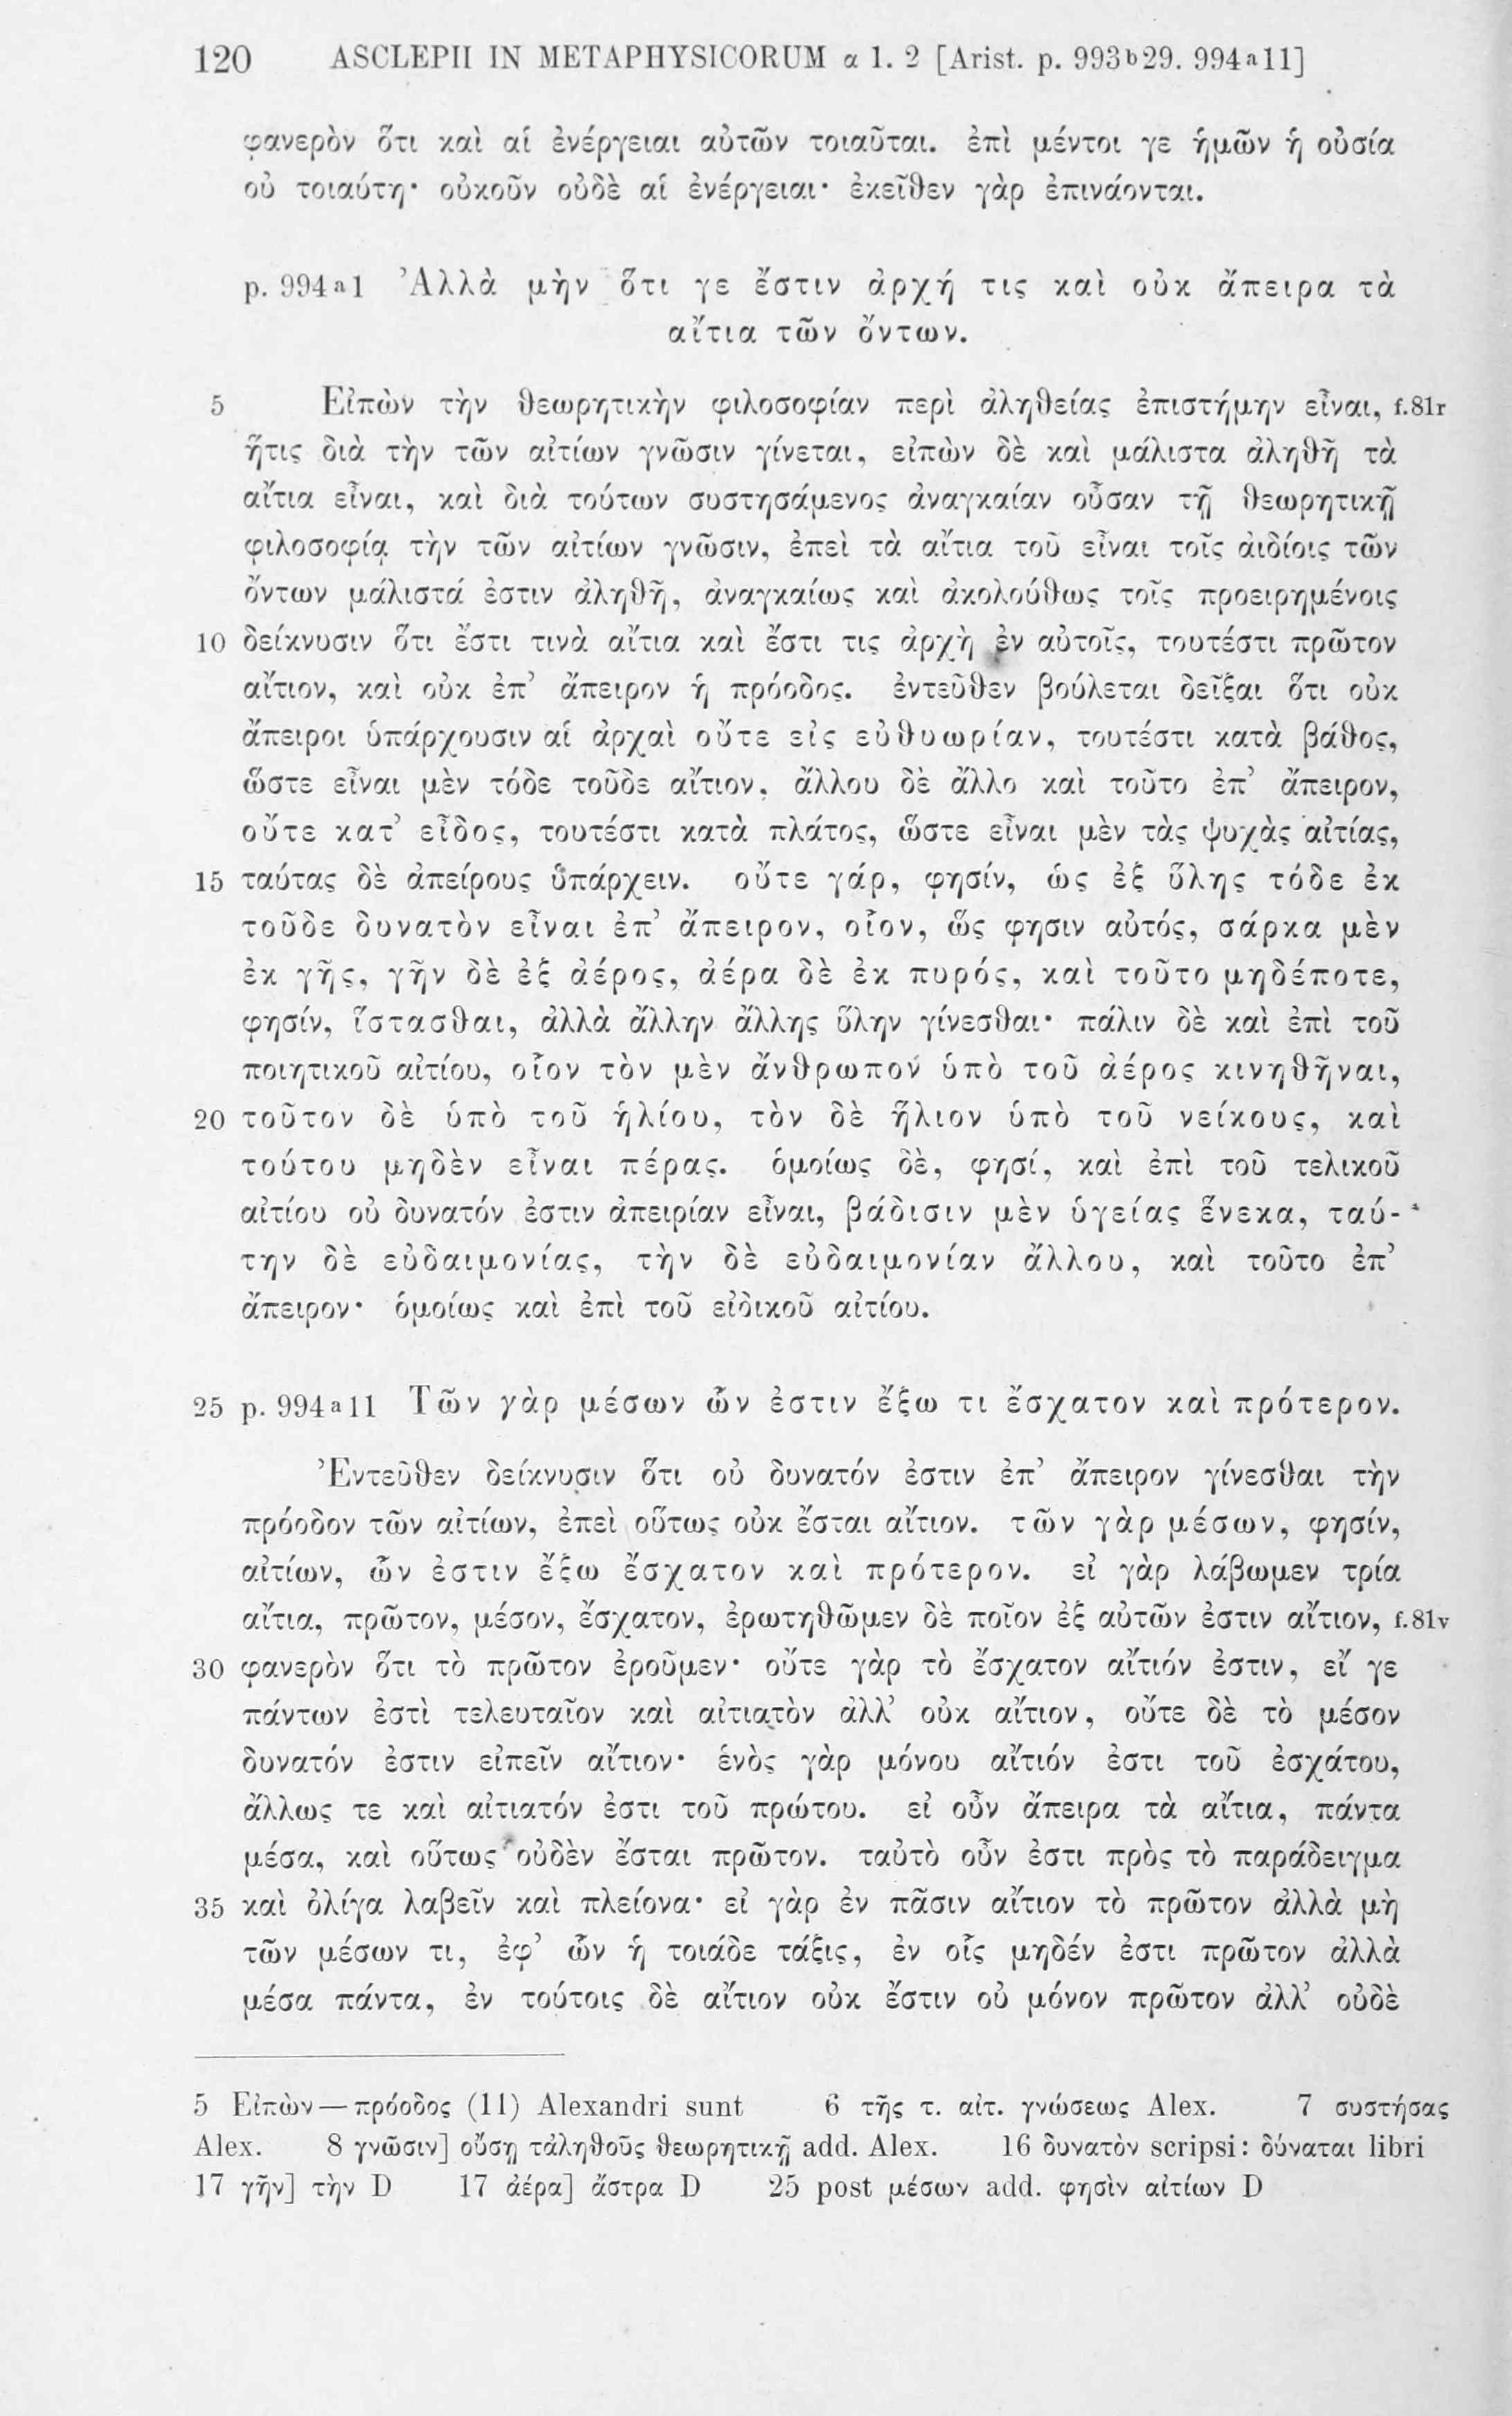 120 ASCLEPII IN METAPHYSICORUM α 1. 2 [Arist. p. 993ᵇ29. 994ᵃ11]
φανερὸν ὅτι καὶ αἱ ἐνέργειαι αὐτῶν τοιαῦται. ἐπὶ μέντοι γε ἡμῶν ἡ οὐσία
οὐ τοιαύτη· οὐκοῦν οὐδὲ αἱ ἐνέργειαι· ἐκεῖθεν γὰρ ἐπινάονται.
p. 994ᵃ1 Ἀλλὰ μὴν ὅτι γε ἔστιν ἀρχή τις καὶ οὐκ ἄπειρα τὰ
αἴτια τῶν ὄντων.
5 Εἰπὼν τὴν θεωρητικὴν φιλοσοφίαν περὶ ἀληθείας ἐπιστήμην εἶναι, f.81r
ἥτις διὰ τὴν τῶν αἰτίων γνῶσιν γίνεται, εἰπὼν δὲ καὶ μάλιστα ἀληθῆ τὰ
αἴτια εἶναι, καὶ διὰ τούτων συστησάμενος ἀναγκαίαν οὖσαν τῇ θεωρητικῇ
φιλοσοφίᾳ τὴν τῶν αἰτίων γνῶσιν, ἐπεὶ τὰ αἴτια τοῦ εἶναι τοῖς ἀιδίοις τῶν
ὄντων μάλιστά ἐστιν ἀληθῆ, ἀναγκαίως καὶ ἀκολούθως τοῖς προειρημένοις
10 δείκνυσιν ὅτι ἔστι τινὰ αἴτια καὶ ἔστι τις ἀρχὴ ἐν αὐτοῖς, τουτέστι πρῶτον
αἴτιον, καὶ οὐκ ἐπ’ ἄπειρον ἡ πρόοδος. ἐντεῦθεν βούλεται δεῖξαι ὅτι οὐκ
ἄπειροι ὑπάρχουσιν αἱ ἀρχαὶ οὔτε εἰς εὐθυωρίαν, τουτέστι κατὰ βάθος,
ὥστε εἶναι μὲν τόδε τοῦδε αἴτιον, ἄλλου δὲ ἄλλο καὶ τοῦτο ἐπ’ ἄπειρον,
οὔτε κατ’ εἶδος, τουτέστι κατὰ πλάτος, ὥστε εἶναι μὲν τὰς ψυχὰς αἰτίας,
15 ταύτας δὲ ἀπείρους ὑπάρχειν. οὔτε γάρ, φησίν, ὡς ἐξ ὕλης τόδε ἐκ
τοῦδε δυνατὸν εἶναι ἐπ’ ἄπειρον, οἷον, ὥς φησιν αὐτός, σάρκα μὲν
ἐκ γῆς, γῆν δὲ ἐξ ἀέρος, ἀέρα δὲ ἐκ πυρός, καὶ τοῦτο μηδέποτε,
φησίν, ἵστασθαι, ἀλλὰ ἄλλην ἄλλης ὕλην γίνεσθαι· πάλιν δὲ καὶ ἐπὶ τοῦ
ποιητικοῦ αἰτίου, οἷον τὸν μὲν ἄνθρωπον ὑπὸ τοῦ ἀέρος κινηθῆναι,
20 τοῦτον δὲ ὑπὸ τοῦ ἡλίου, τὸν δὲ ἥλιον ὑπὸ τοῦ νείκους, καὶ
τούτου μηδὲν εἶναι πέρας. ὁμοίως δέ, φησί, καὶ ἐπὶ τοῦ τελικοῦ
αἰτίου οὐ δυνατόν ἐστιν ἀπειρίαν εἶναι, βάδισιν μὲν ὑγείας ἕνεκα, ταύ-
την δὲ εὐδαιμονίας, τὴν δὲ εὐδαιμονίαν ἄλλου, καὶ τοῦτο ἐπ’
ἄπειρον· ὁμοίως καὶ ἐπὶ τοῦ εἰδικοῦ αἰτίου.
25 p. 994ᵃ11 Τῶν γὰρ μέσων ὧν ἐστιν ἔξω τι ἔσχατον καὶ πρότερον.
Ἐντεῦθεν δείκνυσιν ὅτι οὐ δυνατόν ἐστιν ἐπ’ ἄπειρον γίνεσθαι τὴν
πρόοδον τῶν αἰτίων, ἐπεὶ οὕτως οὐκ ἔσται αἴτιον. τῶν γὰρ μέσων, φησίν,
αἰτίων, ὧν ἐστιν ἔξω ἔσχατον καὶ πρότερον. εἰ γὰρ λάβωμεν τρία
αἴτια, πρῶτον, μέσον, ἔσχατον, ἐρωτηθῶμεν δὲ ποῖον ἐξ αὐτῶν ἐστιν αἴτιον, f.81v
30 φανερὸν ὅτι τὸ πρῶτον ἐροῦμεν· οὔτε γὰρ τὸ ἔσχατον αἴτιόν ἐστιν, εἴ γε
πάντων ἐστὶ τελευταῖον καὶ αἰτιατὸν ἀλλ’ οὐκ αἴτιον, οὔτε δὲ τὸ μέσον
δυνατόν ἐστιν εἰπεῖν αἴτιον· ἑνὸς γὰρ μόνου αἴτιόν ἐστι τοῦ ἐσχάτου,
ἄλλως τε καὶ αἰτιατόν ἐστι τοῦ πρώτου. εἰ οὖν ἄπειρα τὰ αἴτια, πάντα
μέσα, καὶ οὕτως οὐδὲν ἔσται πρῶτον. ταὐτὸ οὖν ἐστι πρὸς τὸ παράδειγμα
35 καὶ ὀλίγα λαβεῖν καὶ πλείονα· εἰ γὰρ ἐν πᾶσιν αἴτιον τὸ πρῶτον ἀλλὰ μὴ
τῶν μέσων τι, ἐφ’ ὧν ἡ τοιάδε τάξις, ἐν οἷς μηδέν ἐστι πρῶτον ἀλλὰ
μέσα πάντα, ἐν τούτοις δὲ αἴτιον οὐκ ἔστιν οὐ μόνον πρῶτον ἀλλ’ οὐδὲ
5 Εἰπὼν — πρόοδος (11) Alexandri sunt 6 τῆς τ. αἰτ. γνώσεως Alex. 7 συστήσας
Alex. 8 γνῶσιν] οὔσῃ τἀληθοῦς θεωρητικῇ add. Alex. 16 δυνατὸν scripsi: δύναται libri
17 γῆν] τὴν D 17 ἀέρα] ἄστρα D 25 post μέσων add. φησὶν αἰτίων D